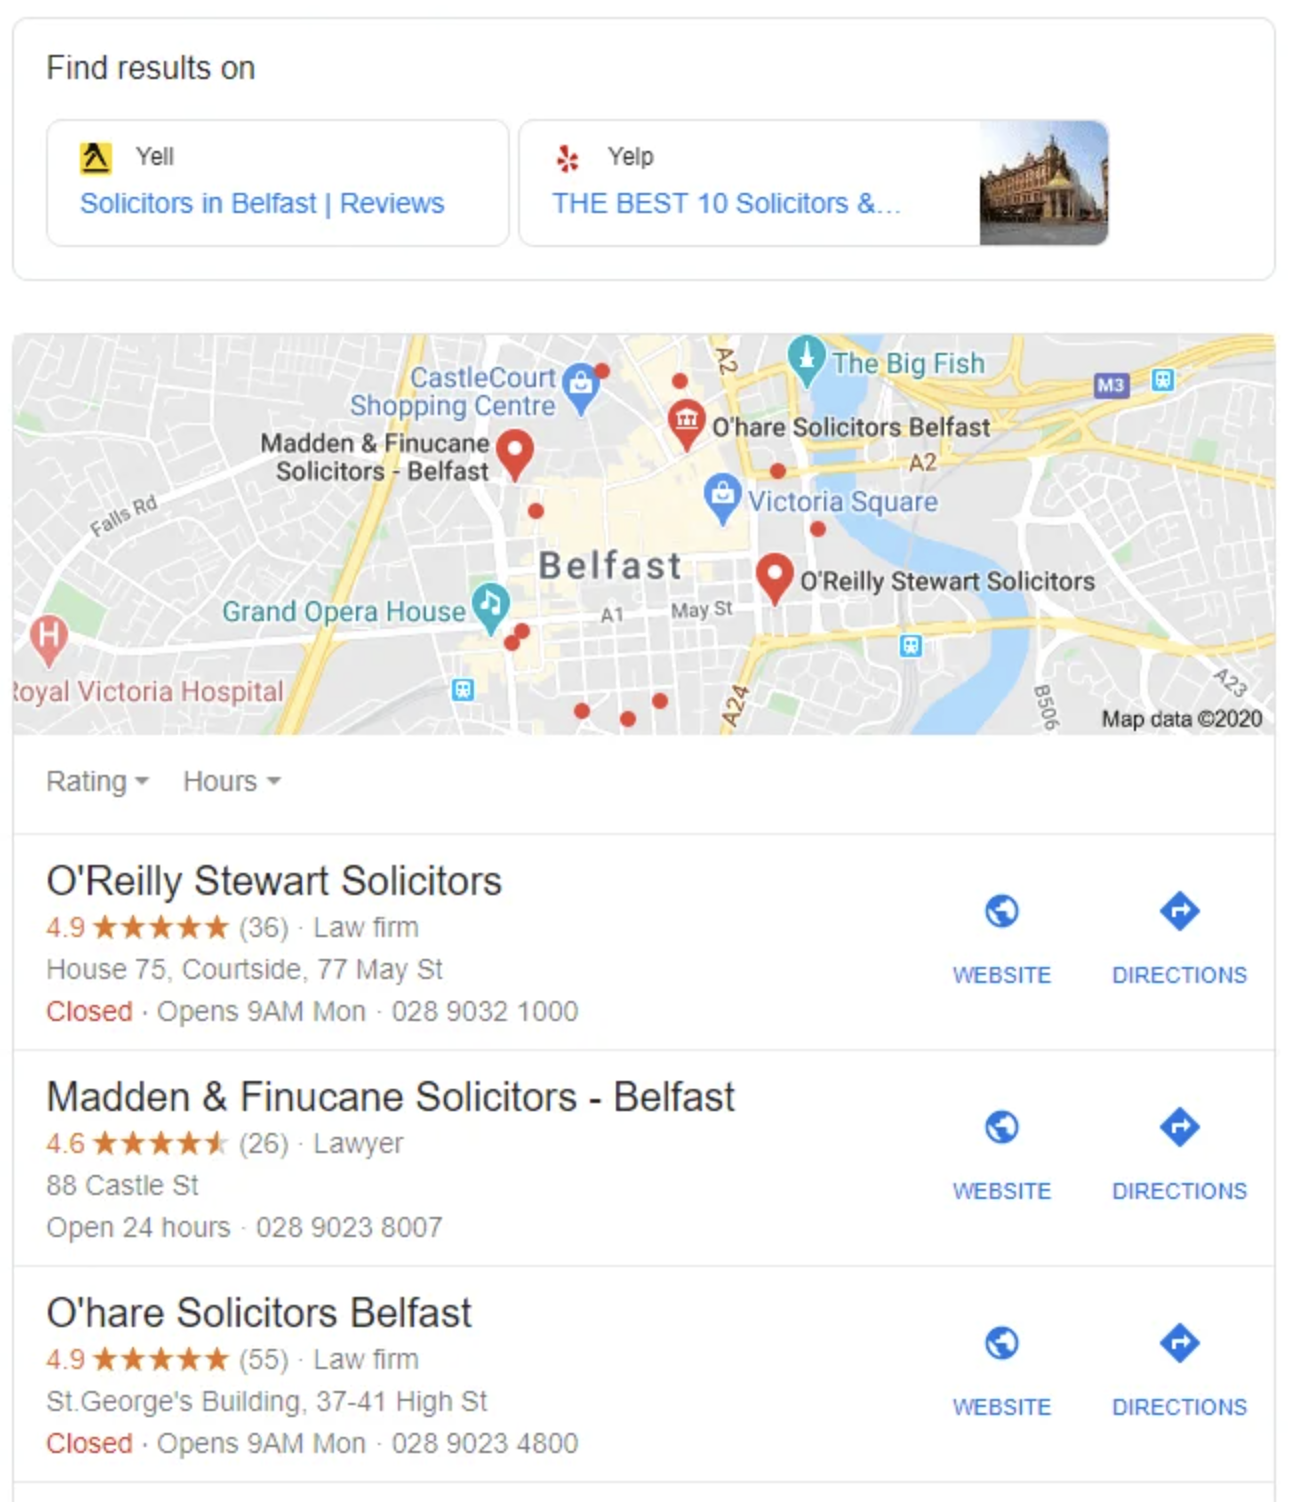 Find results on
Yell
Solicitors in Belfast | Reviews
Yelp
THE BEST 10 Solicitors &...
CastleCourt
Shopping Centre
A2
The Big Fish
M3
Madden & Finucane
Solicitors - Belfast
O'hare Solicitors Belfast
A2
Falls Rd
Victoria Square
Belfast
O'Reilly Stewart Solicitors
Grand Opera House
A1
May St
H
Royal Victoria Hospital
A24
B506
A23
Map data ©2020
Rating
Hours
O'Reilly Stewart Solicitors
4.9 (36) · Law firm
House 75, Courtside, 77 May St
Closed · Opens 9AM Mon · 028 9032 1000
WEBSITE
DIRECTIONS
Madden & Finucane Solicitors - Belfast
4.6 (26) · Lawyer
88 Castle St
Open 24 hours · 028 9023 8007
WEBSITE
DIRECTIONS
O'hare Solicitors Belfast
4.9 (55) · Law firm
St.George's Building, 37-41 High St
Closed · Opens 9AM Mon · 028 9023 4800
WEBSITE
DIRECTIONS